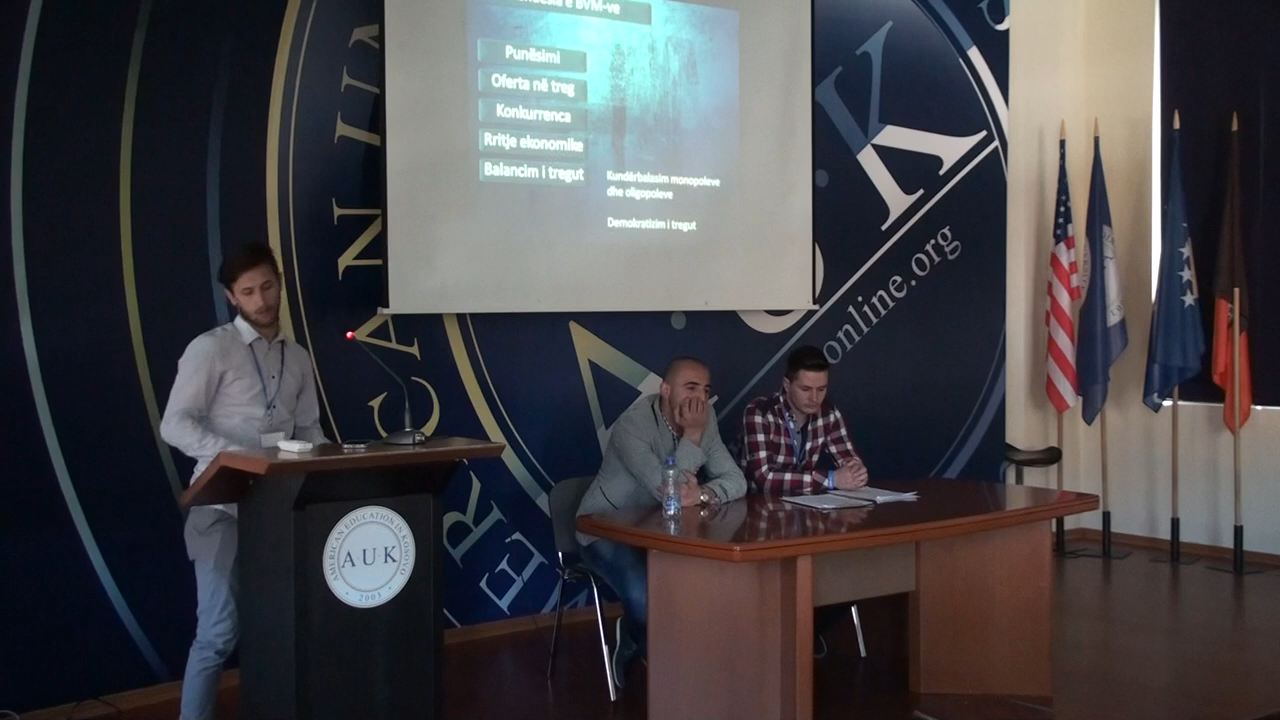 e BVM-ve
Punësimi
Oferta në treg
Konkurrenca
Rritje ekonomike
Balancim i tregut
Kundërbalasim monopoleve
dhe oligopoleve
Demokratizim i tregut
online.org
AMERICAN EDUCATION IN KOSOVO
A U K
2003